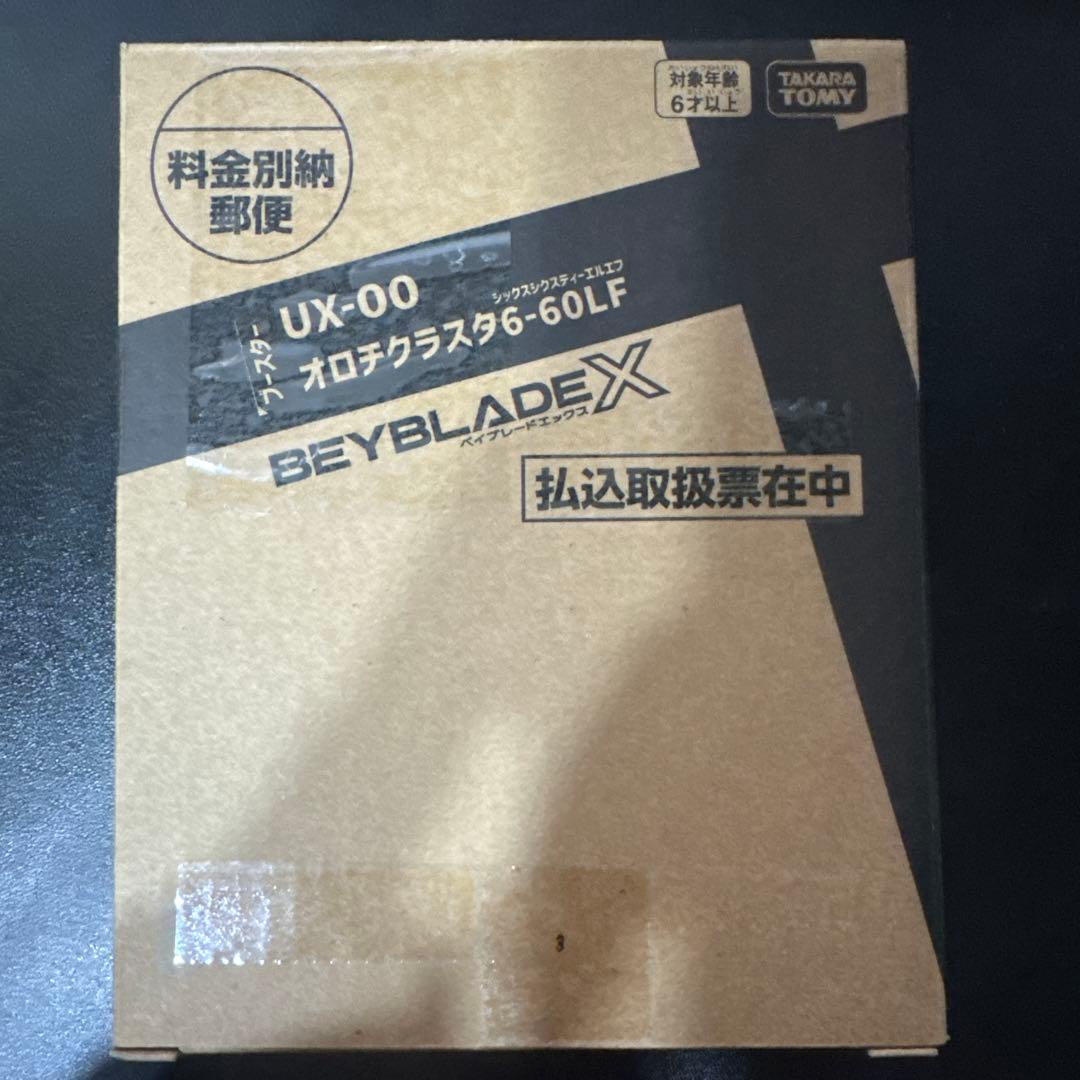 料金別納
郵便
対象年齢
6才以上
TAKARA
TOMY
ブースター
UX-00
シックスシクスティーエルエフ
オロチクラスタ6-60LF
BEYBLADE X
ベイブレードエックス
払込取扱票在中
3